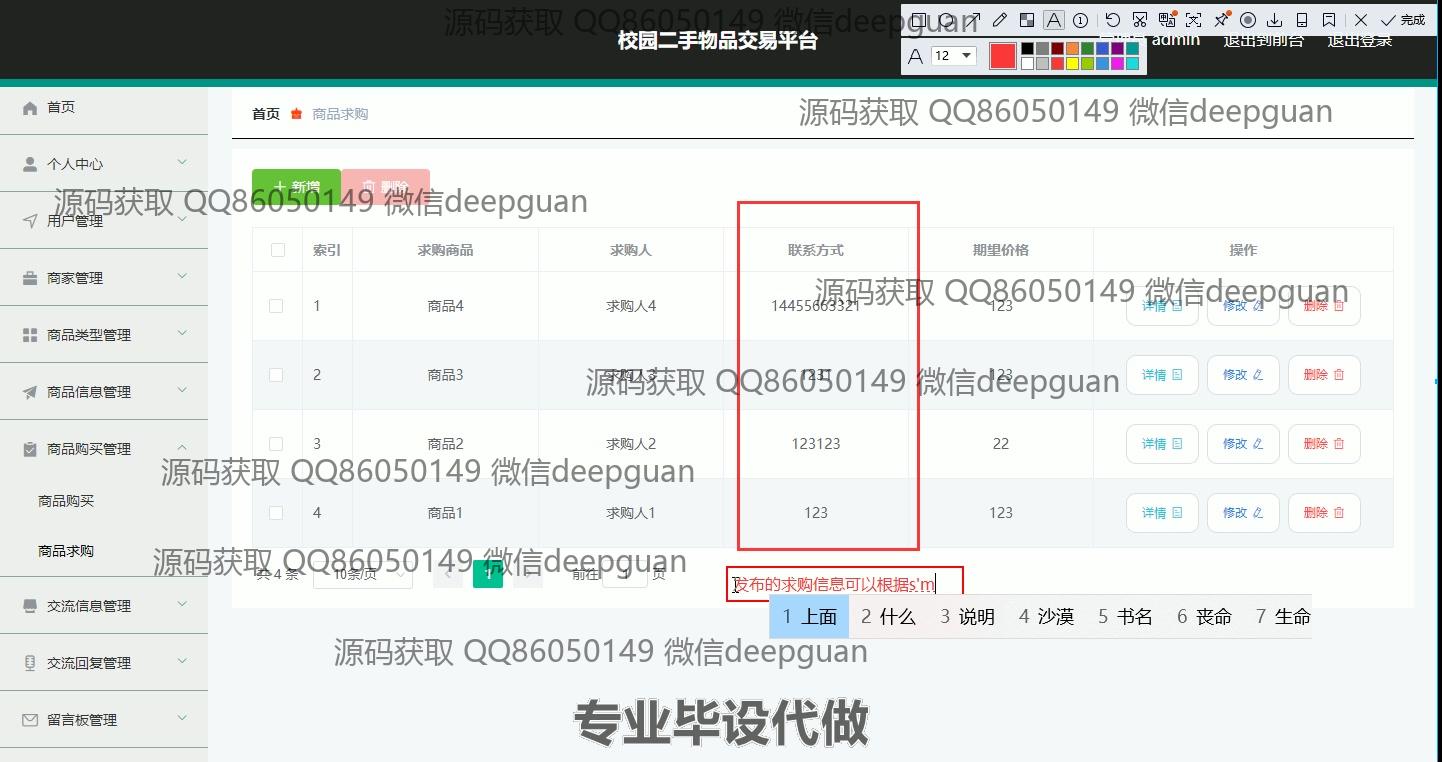 源码获取 QQ86050149 微信deepguan
校园二手物品交易平台
完成
12
admin
退出到前台
退出登录
首页
个人中心
用户管理
商家管理
商品类型管理
商品信息管理
商品购买管理
商品购买
商品求购
交流信息管理
交流回复管理
留言板管理
首页 商品求购
源码获取 QQ86050149 微信deepguan
新增 删除
源码获取 QQ86050149 微信deepguan
索引 求购商品 求购人 联系方式 期望价格 操作
源码获取 QQ86050149 微信deepguan
1 商品4 求购人4 14455663321 123 详情 修改 删除
2 商品3 求购人3 1231 123 详情 修改 删除
源码获取 QQ86050149 微信deepguan
3 商品2 求购人2 123123 22 详情 修改 删除
源码获取 QQ86050149 微信deepguan
4 商品1 求购人1 123 123 详情 修改 删除
源码获取 QQ86050149 微信deepguan
共 4 条 10条/页 1 前往 1 页
发布的求购信息可以根据s'm
1 上面 2 什么 3 说明 4 沙漠 5 书名 6 丧命 7 生命
源码获取 QQ86050149 微信deepguan
专业毕设代做